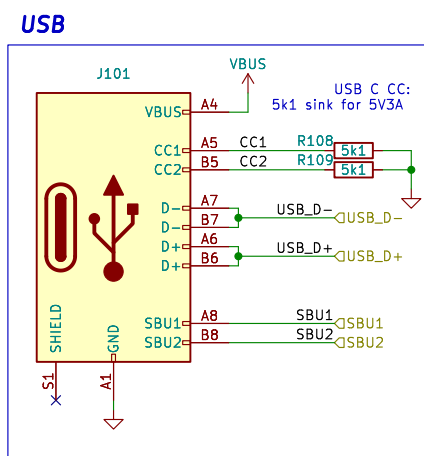 USB
J101
VBUS
USB C CC:
5k1 sink for 5V3A
VBUS A4
CC1 A5 CC1 R108 5k1
CC2 B5 CC2 R109 5k1
D- A7
D- B7 USB_D- USB_D-
D+ A6
D+ B6 USB_D+ USB_D+
SBU1 A8 SBU1 SBU1
SBU2 B8 SBU2 SBU2
SHIELD GND
S1 A1